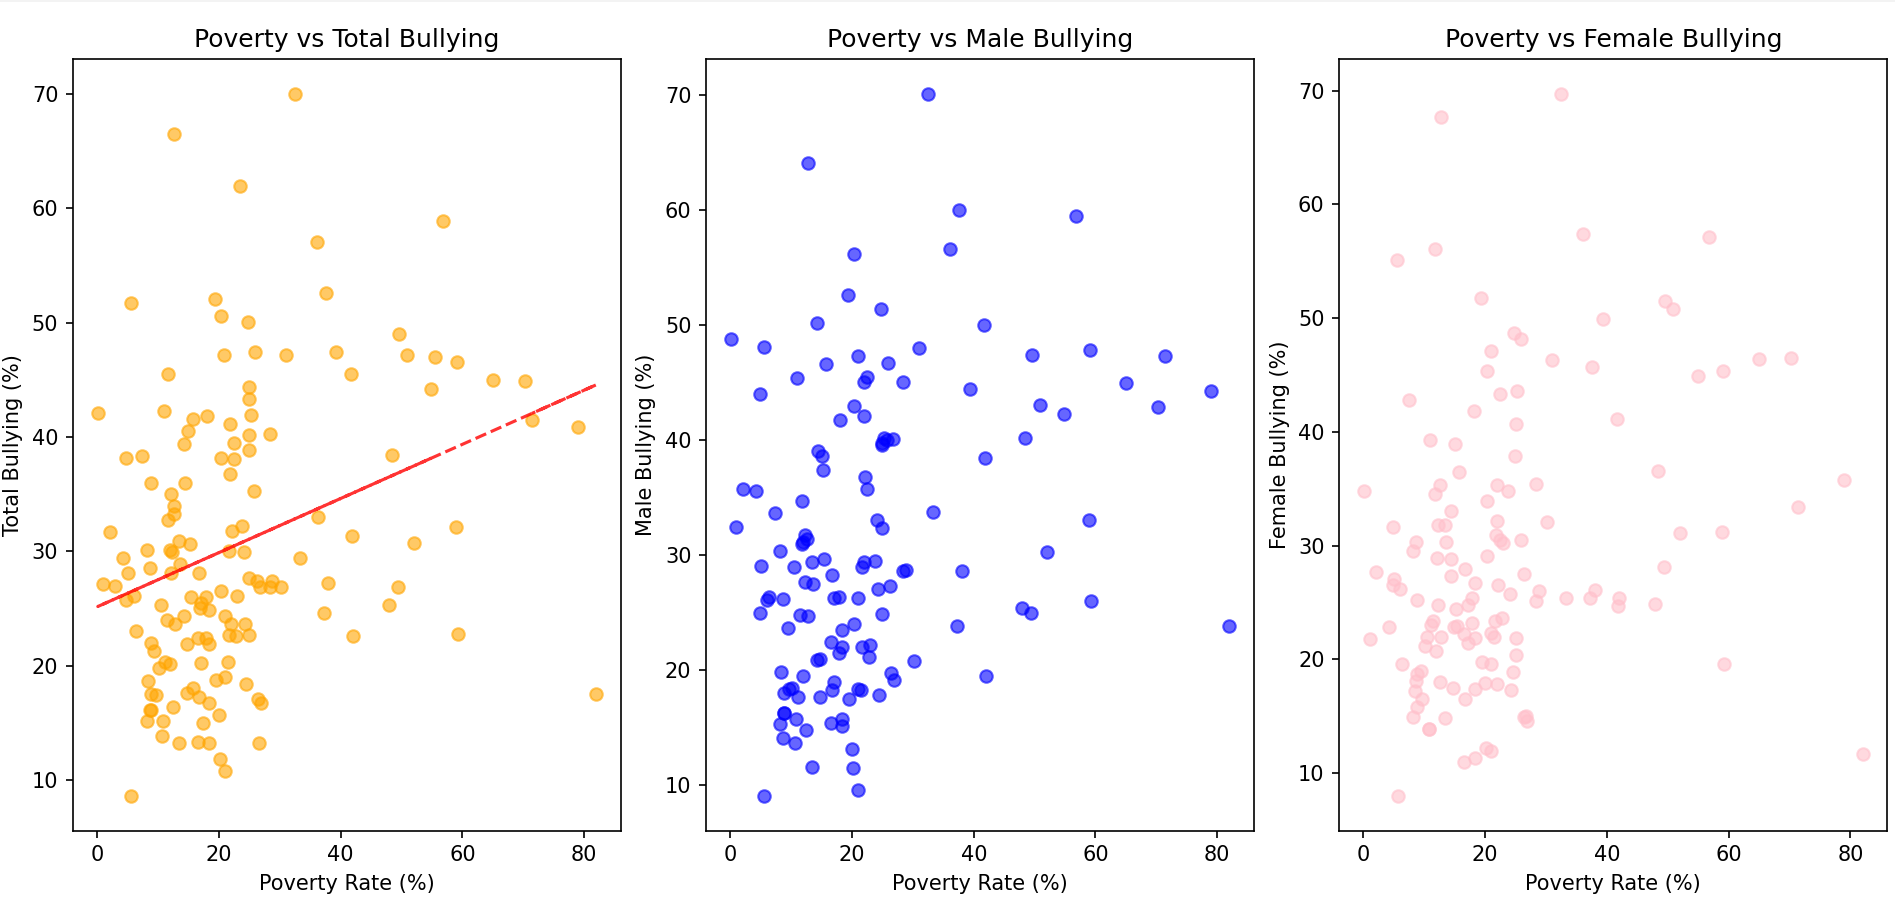 Poverty vs Total Bullying
Total Bullying (%)
70
60
50
40
30
20
10
0 20 40 60 80
Poverty Rate (%)
Poverty vs Male Bullying
Male Bullying (%)
70
60
50
40
30
20
10
0 20 40 60 80
Poverty Rate (%)
Poverty vs Female Bullying
Female Bullying (%)
70
60
50
40
30
20
10
0 20 40 60 80
Poverty Rate (%)